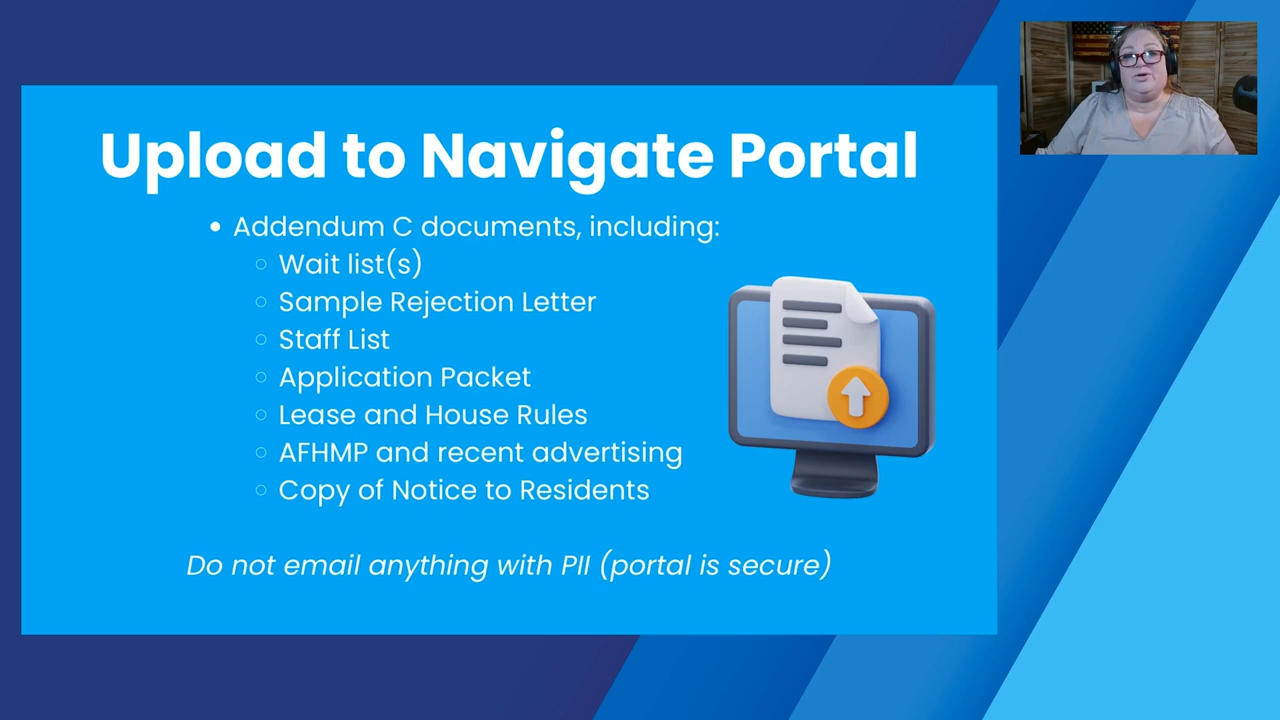 Upload to Navigate Portal
Addendum C documents, including:
Wait list(s)
Sample Rejection Letter
Staff List
Application Packet
Lease and House Rules
AFHMP and recent advertising
Copy of Notice to Residents
Do not email anything with PII (portal is secure)